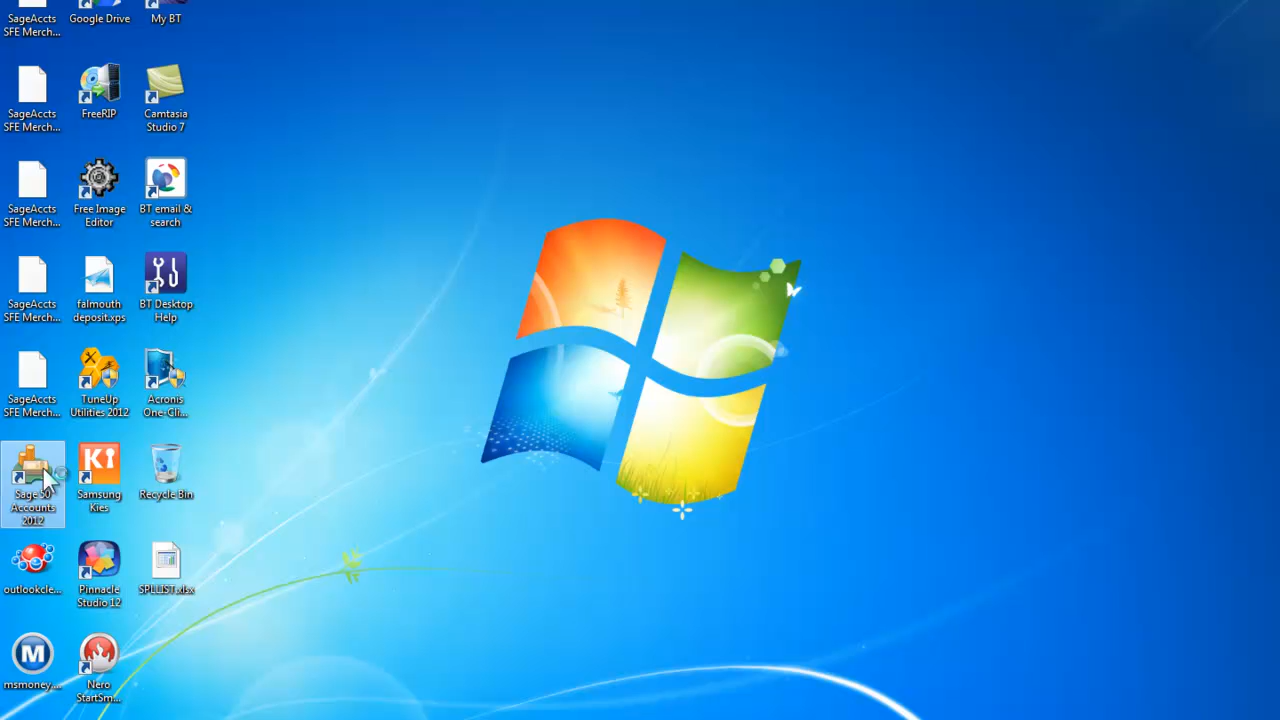 SageAccts
SFE Merch...
Google Drive
My BT
SageAccts
SFE Merch...
FreeRIP
Camtasia
Studio 7
SageAccts
SFE Merch...
Free Image
Editor
BT email &
search
SageAccts
SFE Merch...
falmouth
deposit.xps
BT Desktop
Help
SageAccts
SFE Merch...
TuneUp
Utilities 2012
Acronis
One-Cli...
Sage 50
Accounts
2012
Ki
Samsung
Kies
Recycle Bin
outlookcle...
Pinnacle
Studio 12
SPLLIST.xlsx
M
msmoney....
Nero
StartSm...